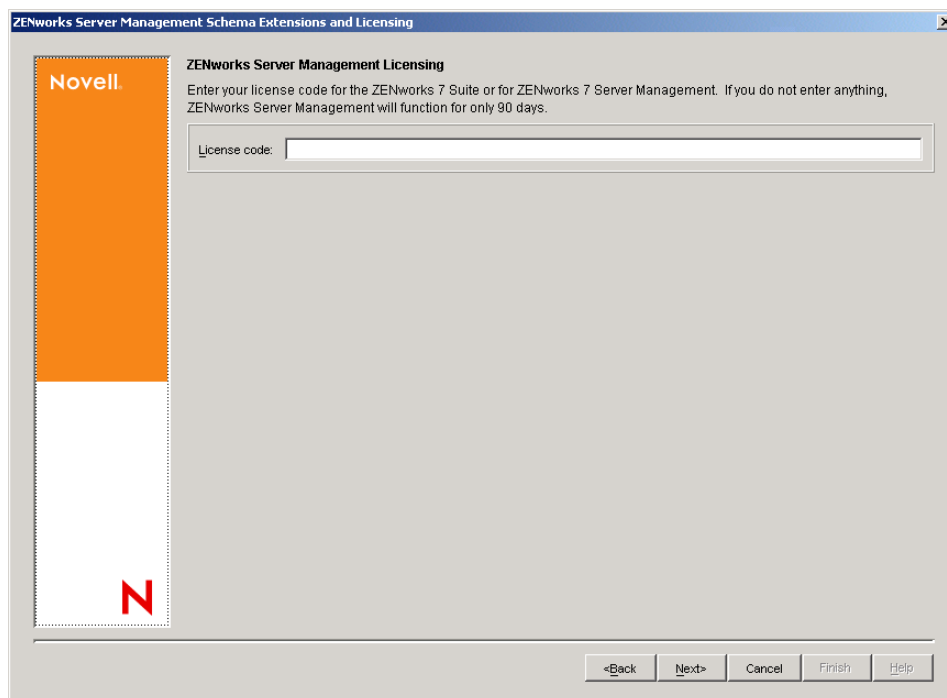 ZENworks Server Management Schema Extensions and Licensing
Novell.
ZENworks Server Management Licensing
Enter your license code for the ZENworks 7 Suite or for ZENworks 7 Server Management. If you do not enter anything,
ZENworks Server Management will function for only 90 days.
License code:
N
<Back
Next>
Cancel
Finish
Help